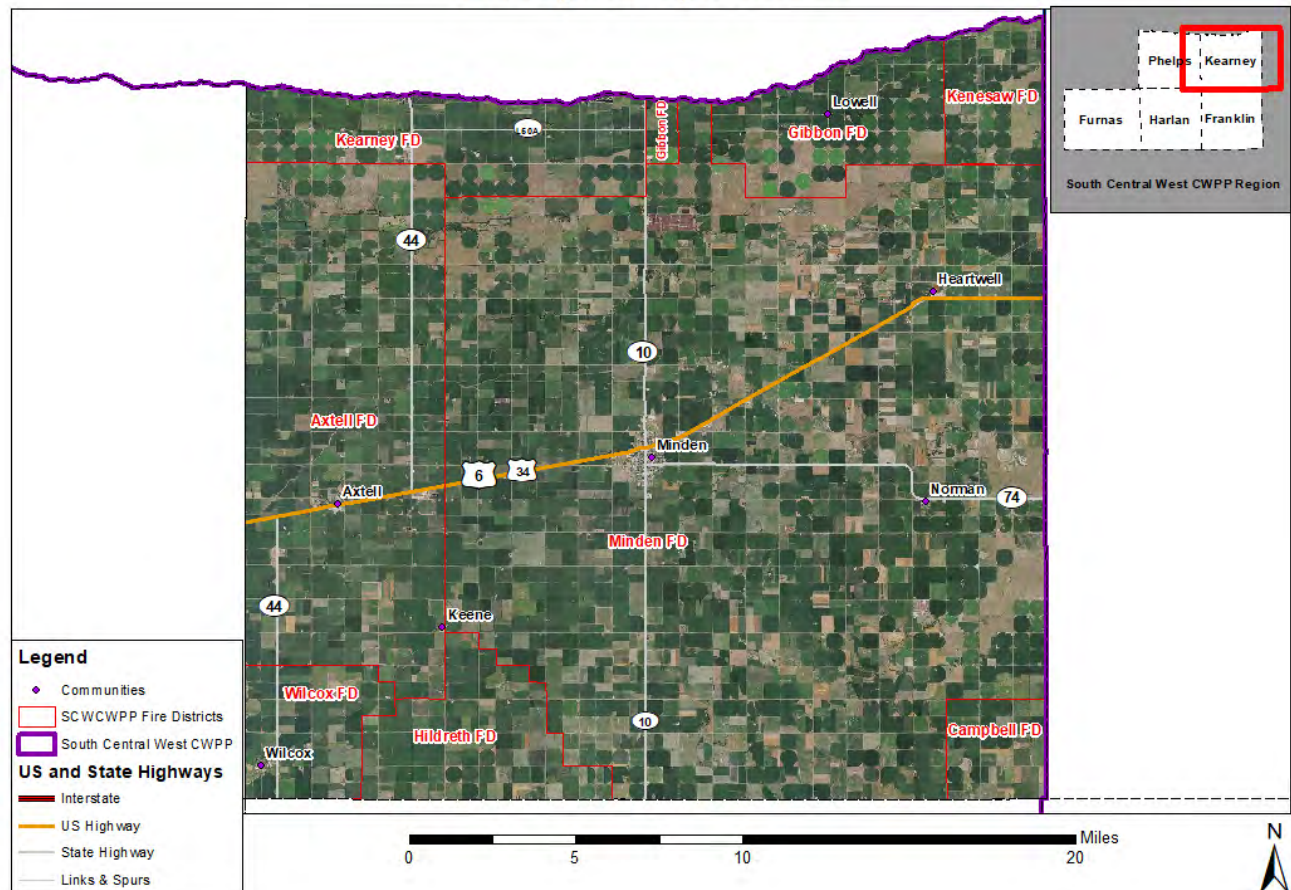 Phelps
Kearney
Furnas
Harlan
Franklin
South Central West CWPP Region
Lowell
Kenesaw FD
L50A
Gibbon FD
Kearney FD
Gibbon FD
44
Heartwell
10
Axtell FD
Minden
6
34
Axtell
Norman
74
Minden FD
44
Keene
Wilcox FD
Hildreth FD
10
Campbell FD
Wilcox
Legend
Communities
SCWCWPP Fire Districts
South Central West CWPP
US and State Highways
Interstate
US Highway
State Highway
Links & Spurs
Miles
0
5
10
20
N